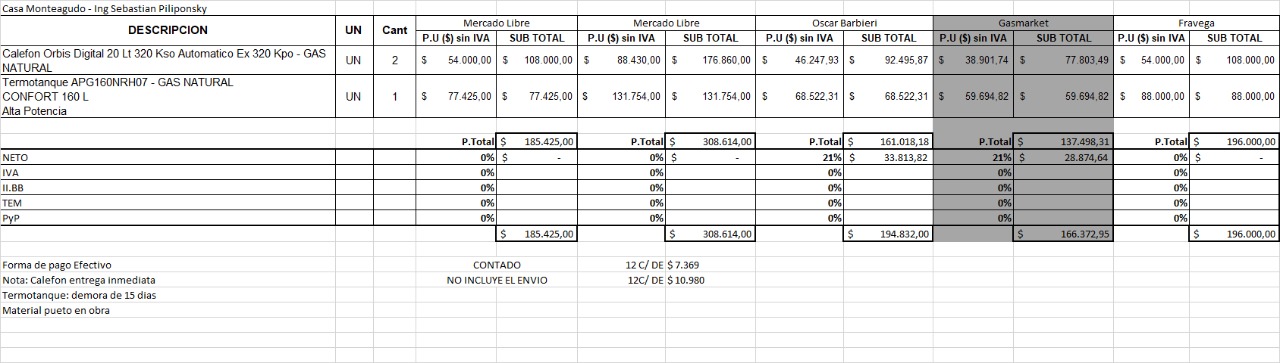 Casa Monteagudo - Ing Sebastian Piliponsky
DESCRIPCION UN Cant Mercado Libre Mercado Libre Oscar Barbieri Gasmarket Fravega
P.U ($) sin IVA SUB TOTAL P.U ($) sin IVA SUB TOTAL P.U ($) sin IVA SUB TOTAL P.U ($) sin IVA SUB TOTAL P.U ($) sin IVA SUB TOTAL
Calefon Orbis Digital 20 Lt 320 Kso Automatico Ex 320 Kpo - GAS
NATURAL UN 2 $ 54.000,00 $ 108.000,00 $ 88.430,00 $ 176.860,00 $ 46.247,93 $ 92.495,87 $ 38.901,74 $ 77.803,49 $ 54.000,00 $ 108.000,00
Termotanque APG160NRH07 - GAS NATURAL
CONFORT 160 L UN 1 $ 77.425,00 $ 77.425,00 $ 131.754,00 $ 131.754,00 $ 68.522,31 $ 68.522,31 $ 59.694,82 $ 59.694,82 $ 88.000,00 $ 88.000,00
Alta Potencia
P.Total $ 185.425,00 P.Total $ 308.614,00 P.Total $ 161.018,18 P.Total $ 137.498,31 P.Total $ 196.000,00
NETO 0% $ - 0% $ - 21% $ 33.813,82 21% $ 28.874,64 0% $ -
IVA 0% 0% 0% 0% 0%
II.BB 0% 0% 0% 0% 0%
TEM 0% 0% 0% 0% 0%
PyP 0% 0% 0% 0% 0%
$ 185.425,00 $ 308.614,00 $ 194.832,00 $ 166.372,95 $ 196.000,00
Forma de pago Efectivo CONTADO 12 C/ DE $ 7.369
Nota: Calefon entrega inmediata NO INCLUYE EL ENVIO 12C/ DE $ 10.980
Termotanque: demora de 15 dias
Material pueto en obra